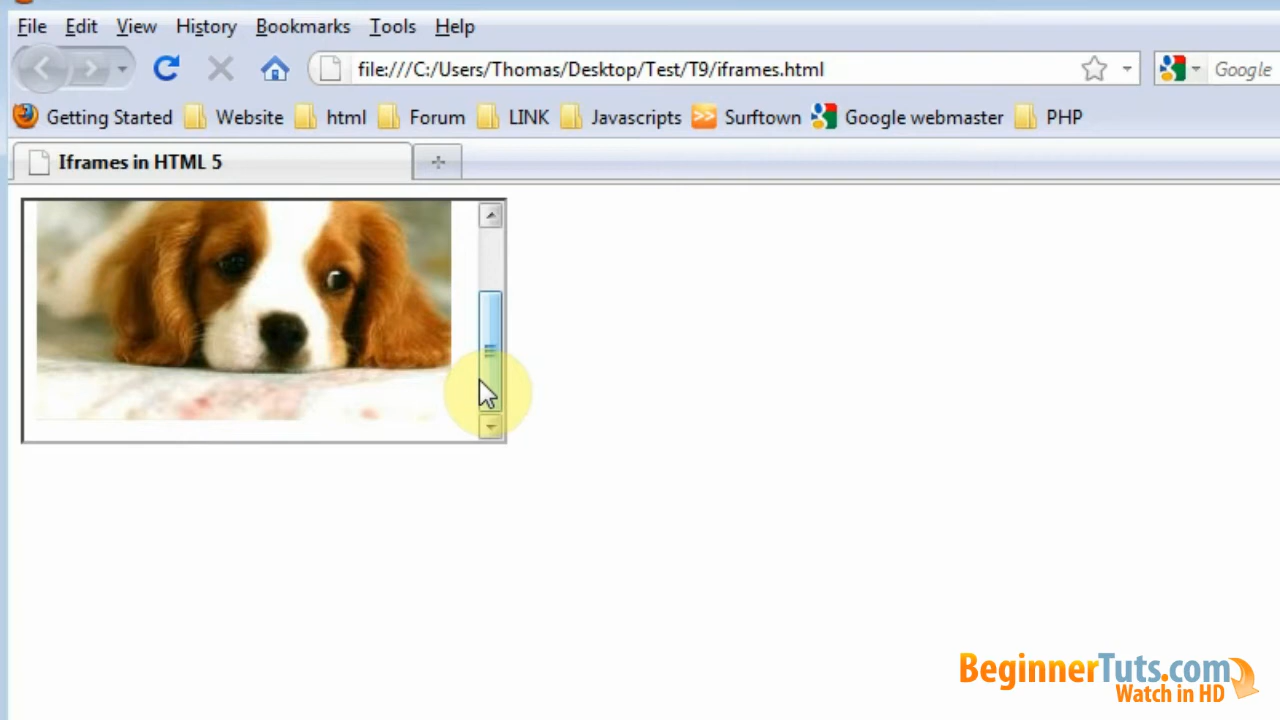 File Edit View History Bookmarks Tools Help
file:///C:/Users/Thomas/Desktop/Test/T9/iframes.html Google
Getting Started Website html Forum LINK Javascripts Surftown Google webmaster PHP
Iframes in HTML 5
BeginnerTuts.com
Watch in HD